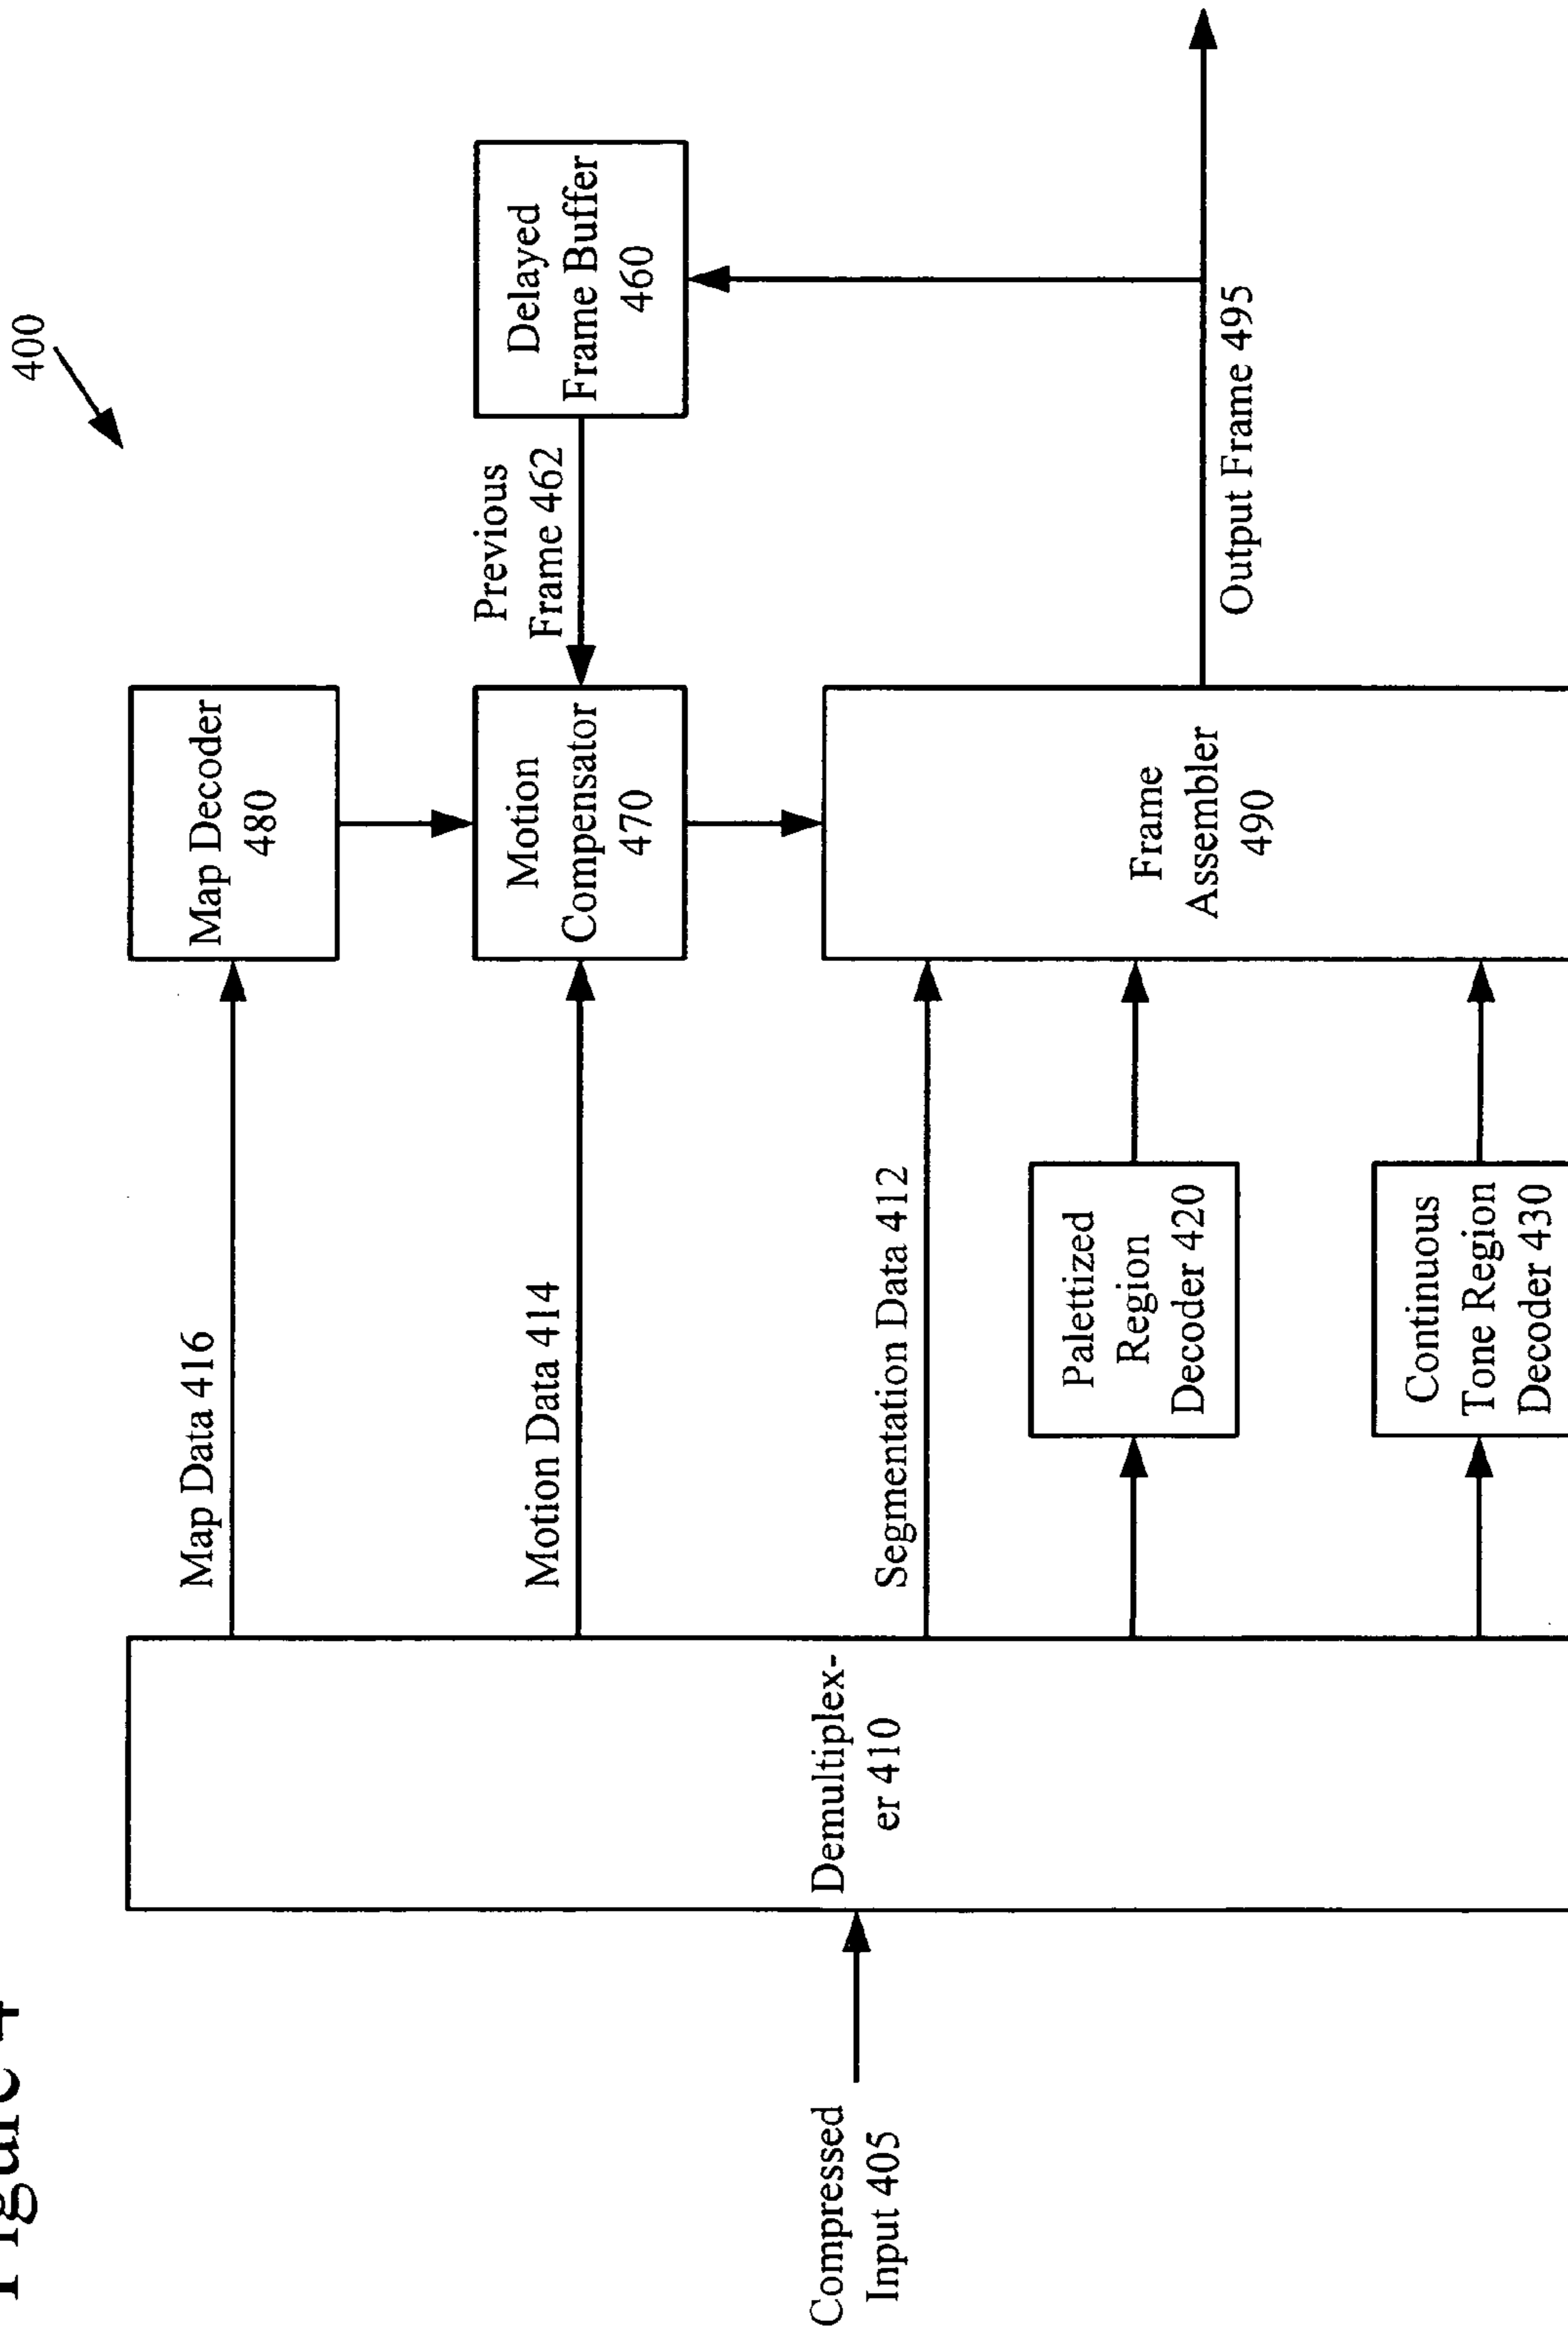 Figure 4
400
Map Data 416
Map Decoder
480
Motion Data 414
Motion
Compensator
470
Previous
Frame 462
Delayed
Frame Buffer
460
Compressed
Input 405
Demultiplex-
er 410
Segmentation Data 412
Palettized
Region
Decoder 420
Continuous
Tone Region
Decoder 430
Frame
Assembler
490
Output Frame 495